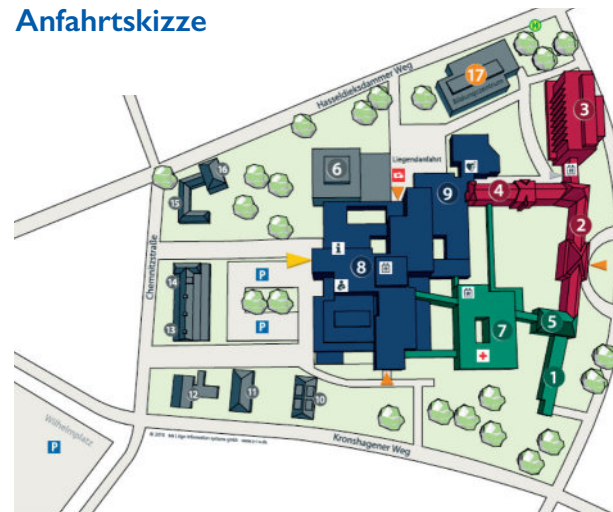 Anfahrtskizze
H
Hasseldieksdammer Weg
17
Bildungszentrum
3
Liegendanfahrt
6
16
15
9
4
2
Chemnitzstraße
i
8
P
14
13
P
7
5
1
12
11
10
Wilhelmplatz
P
Kronshagener Weg